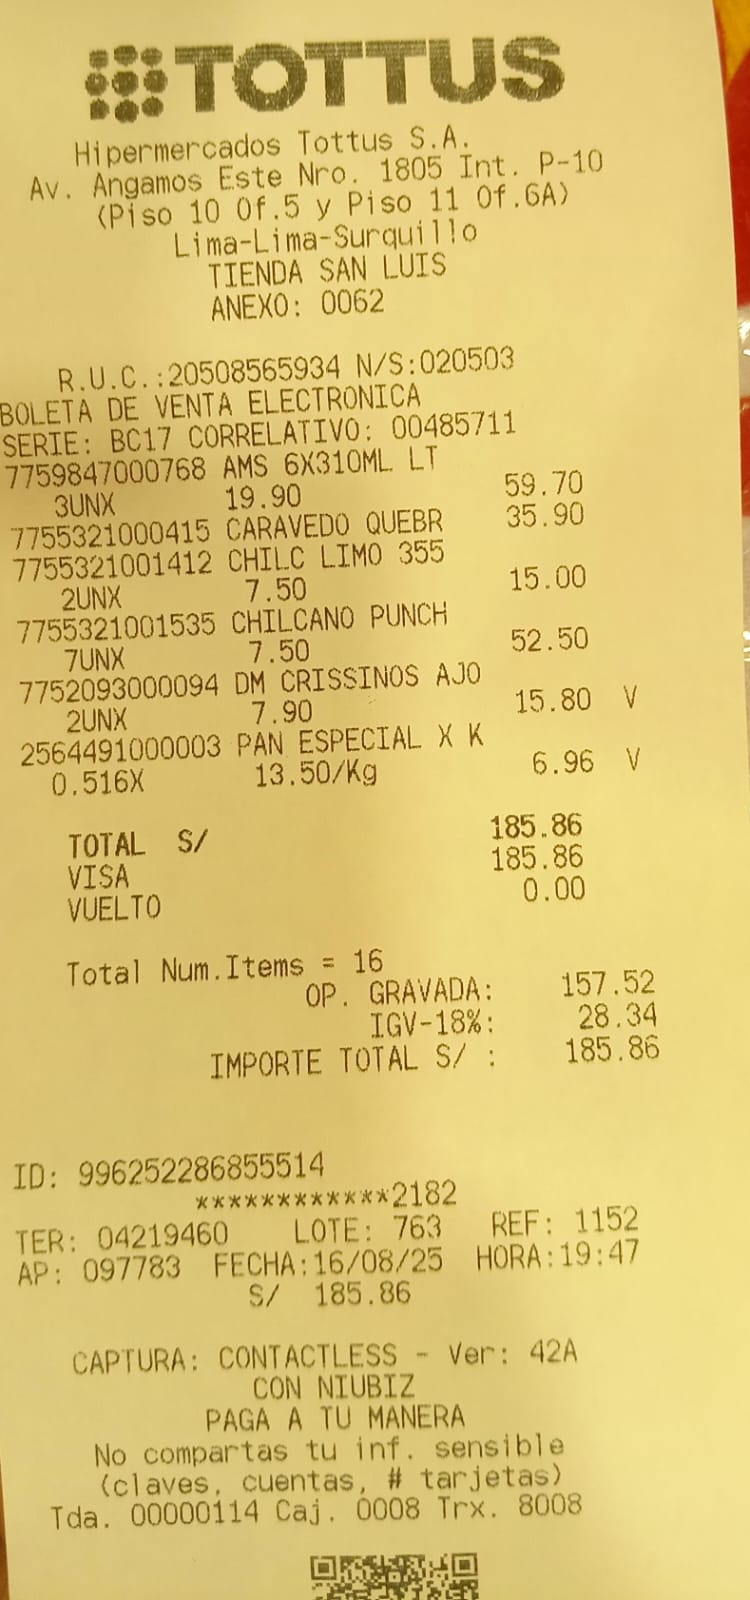 TOTTUS
Hipermercados Tottus S.A.
Av. Angamos Este Nro. 1805 Int. P-10
(Piso 10 Of.5 y Piso 11 Of.6A)
Lima-Lima-Surquillo
TIENDA SAN LUIS
ANEXO: 0062
R.U.C.:20508565934 N/S:020503
BOLETA DE VENTA ELECTRONICA
SERIE: BC17 CORRELATIVO: 00485711
7759847000768 AMS 6X310ML LT
3UNX 19.90 59.70
7755321000415 CARAVEDO QUEBR 35.90
7755321001412 CHILC LIMO 355
2UNX 7.50 15.00
7755321001535 CHILCANO PUNCH
7UNX 7.50 52.50
7752093000094 DM CRISSINOS AJO
2UNX 7.90 15.80 V
2564491000003 PAN ESPECIAL X K
0.516X 13.50/Kg 6.96 V
TOTAL S/ 185.86
VISA 185.86
VUELTO 0.00
Total Num.Items = 16
OP. GRAVADA: 157.52
IGV-18%: 28.34
IMPORTE TOTAL S/ : 185.86
ID: 996252286855514
************2182
TER: 04219460 LOTE: 763 REF: 1152
AP: 097783 FECHA:16/08/25 HORA:19:47
S/ 185.86
CAPTURA: CONTACTLESS - Ver: 42A
CON NIUBIZ
PAGA A TU MANERA
No compartas tu inf. sensible
(claves, cuentas, # tarjetas)
Tda. 00000114 Caj. 0008 Trx. 8008